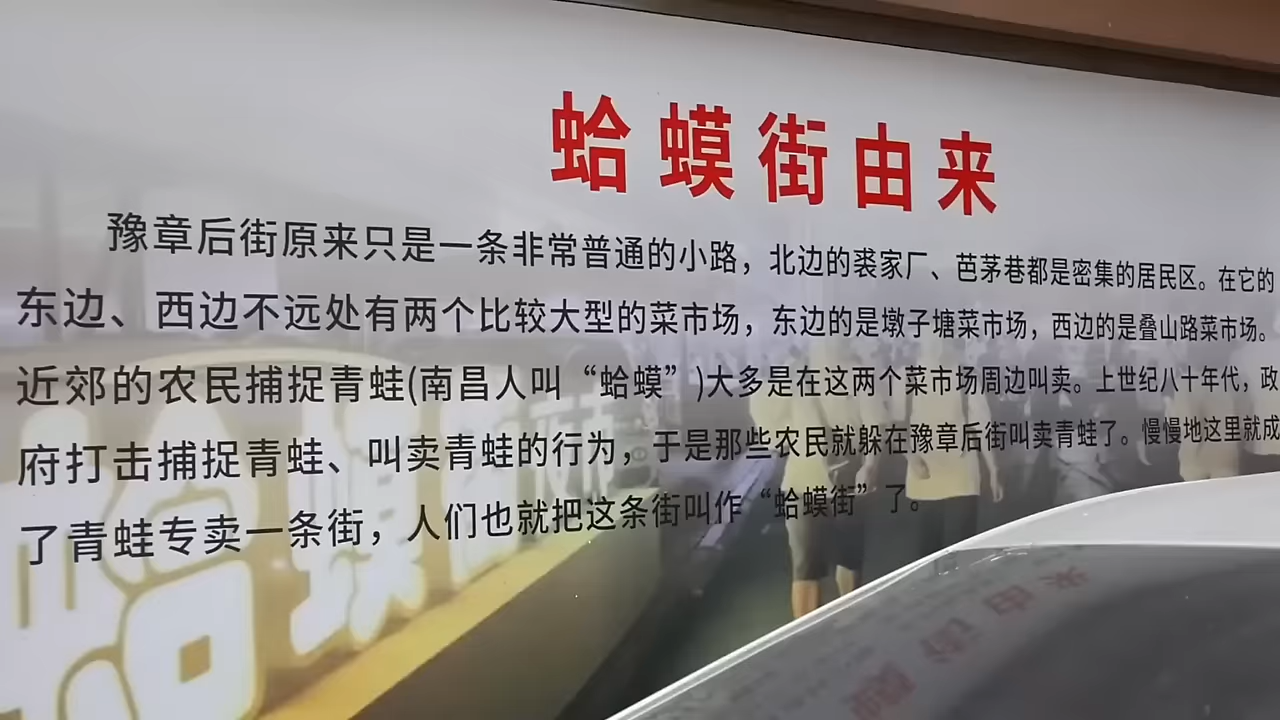 蛤蟆街由来
豫章后街原来只是一条非常普通的小路，北边的裘家厂、芭茅巷都是密集的居民区。在它的
东边、西边不远处有两个比较大型的菜市场，东边的是墩子塘菜市场，西边的是叠山路菜市场。
近郊的农民捕捉青蛙(南昌人叫“蛤蟆”)大多是在这两个菜市场周边叫卖。上世纪八十年代，政
府打击捕捉青蛙、叫卖青蛙的行为，于是那些农民就躲在豫章后街叫卖青蛙了。慢慢地这里就成
了青蛙专卖一条街，人们也就把这条街叫作“蛤蟆街”了。
蛤蟆街夜市